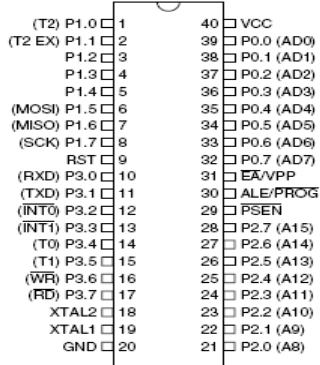 (T2) P1.0 1 40 VCC
(T2 EX) P1.1 2 39 P0.0 (AD0)
P1.2 3 38 P0.1 (AD1)
P1.3 4 37 P0.2 (AD2)
P1.4 5 36 P0.3 (AD3)
(MOSI) P1.5 6 35 P0.4 (AD4)
(MISO) P1.6 7 34 P0.5 (AD5)
(SCK) P1.7 8 33 P0.6 (AD6)
RST 9 32 P0.7 (AD7)
(RXD) P3.0 10 31 E̅A̅/VPP
(TXD) P3.1 11 30 ALE/P̅R̅O̅G̅
(I̅N̅T̅0̅) P3.2 12 29 P̅S̅E̅N̅
(I̅N̅T̅1̅) P3.3 13 28 P2.7 (A15)
(T0) P3.4 14 27 P2.6 (A14)
(T1) P3.5 15 26 P2.5 (A13)
(W̅R̅) P3.6 16 25 P2.4 (A12)
(R̅D̅) P3.7 17 24 P2.3 (A11)
XTAL2 18 23 P2.2 (A10)
XTAL1 19 22 P2.1 (A9)
GND 20 21 P2.0 (A8)